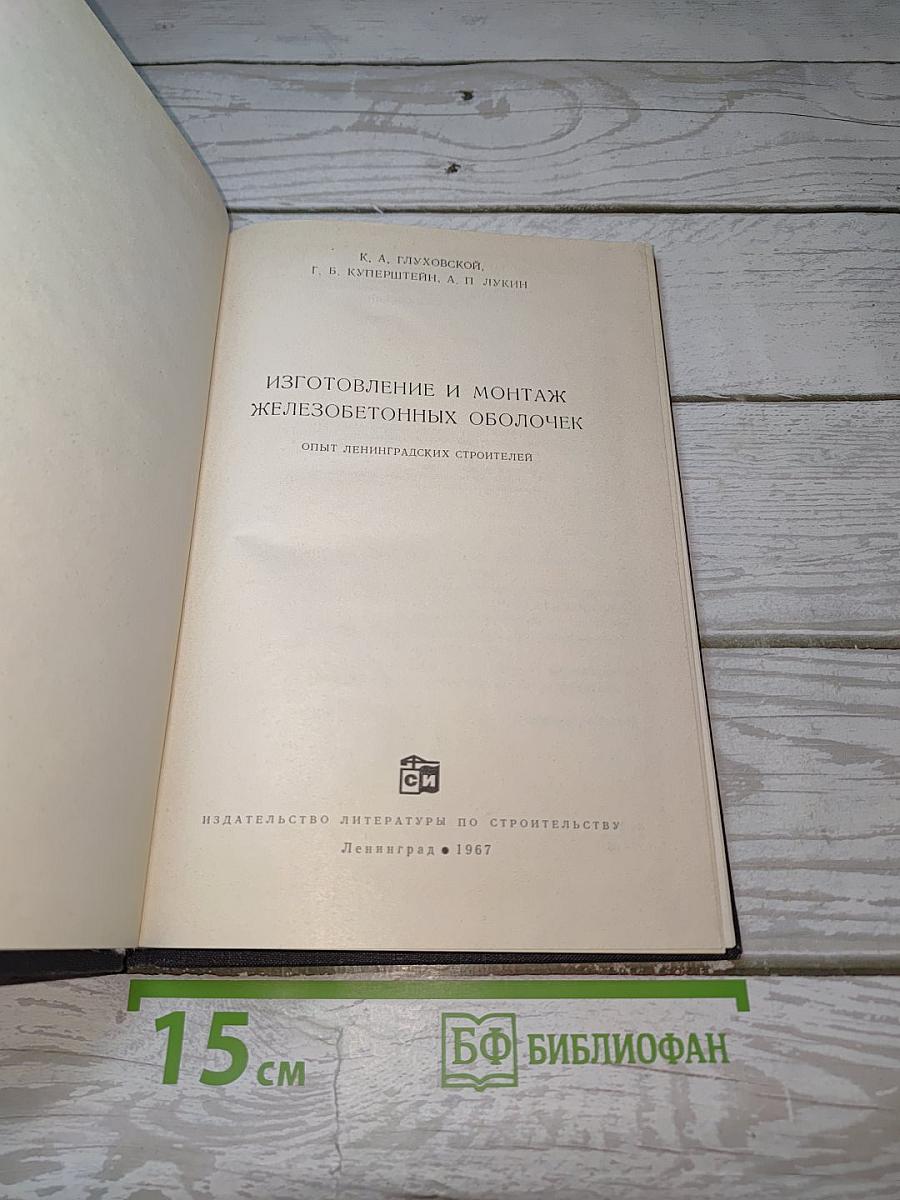 К. А. ГЛУХОВСКОЙ,
Г. Б. КУПЕРШТЕЙН, А. П ЛУКИН
ИЗГОТОВЛЕНИЕ И МОНТАЖ
ЖЕЛЕЗОБЕТОННЫХ ОБОЛОЧЕК
ОПЫТ ЛЕНИНГРАДСКИХ СТРОИТЕЛЕЙ
СИ
ИЗДАТЕЛЬСТВО ЛИТЕРАТУРЫ ПО СТРОИТЕЛЬСТВУ
Ленинград ● 1967
15 см
БФ БИБЛИОФАН